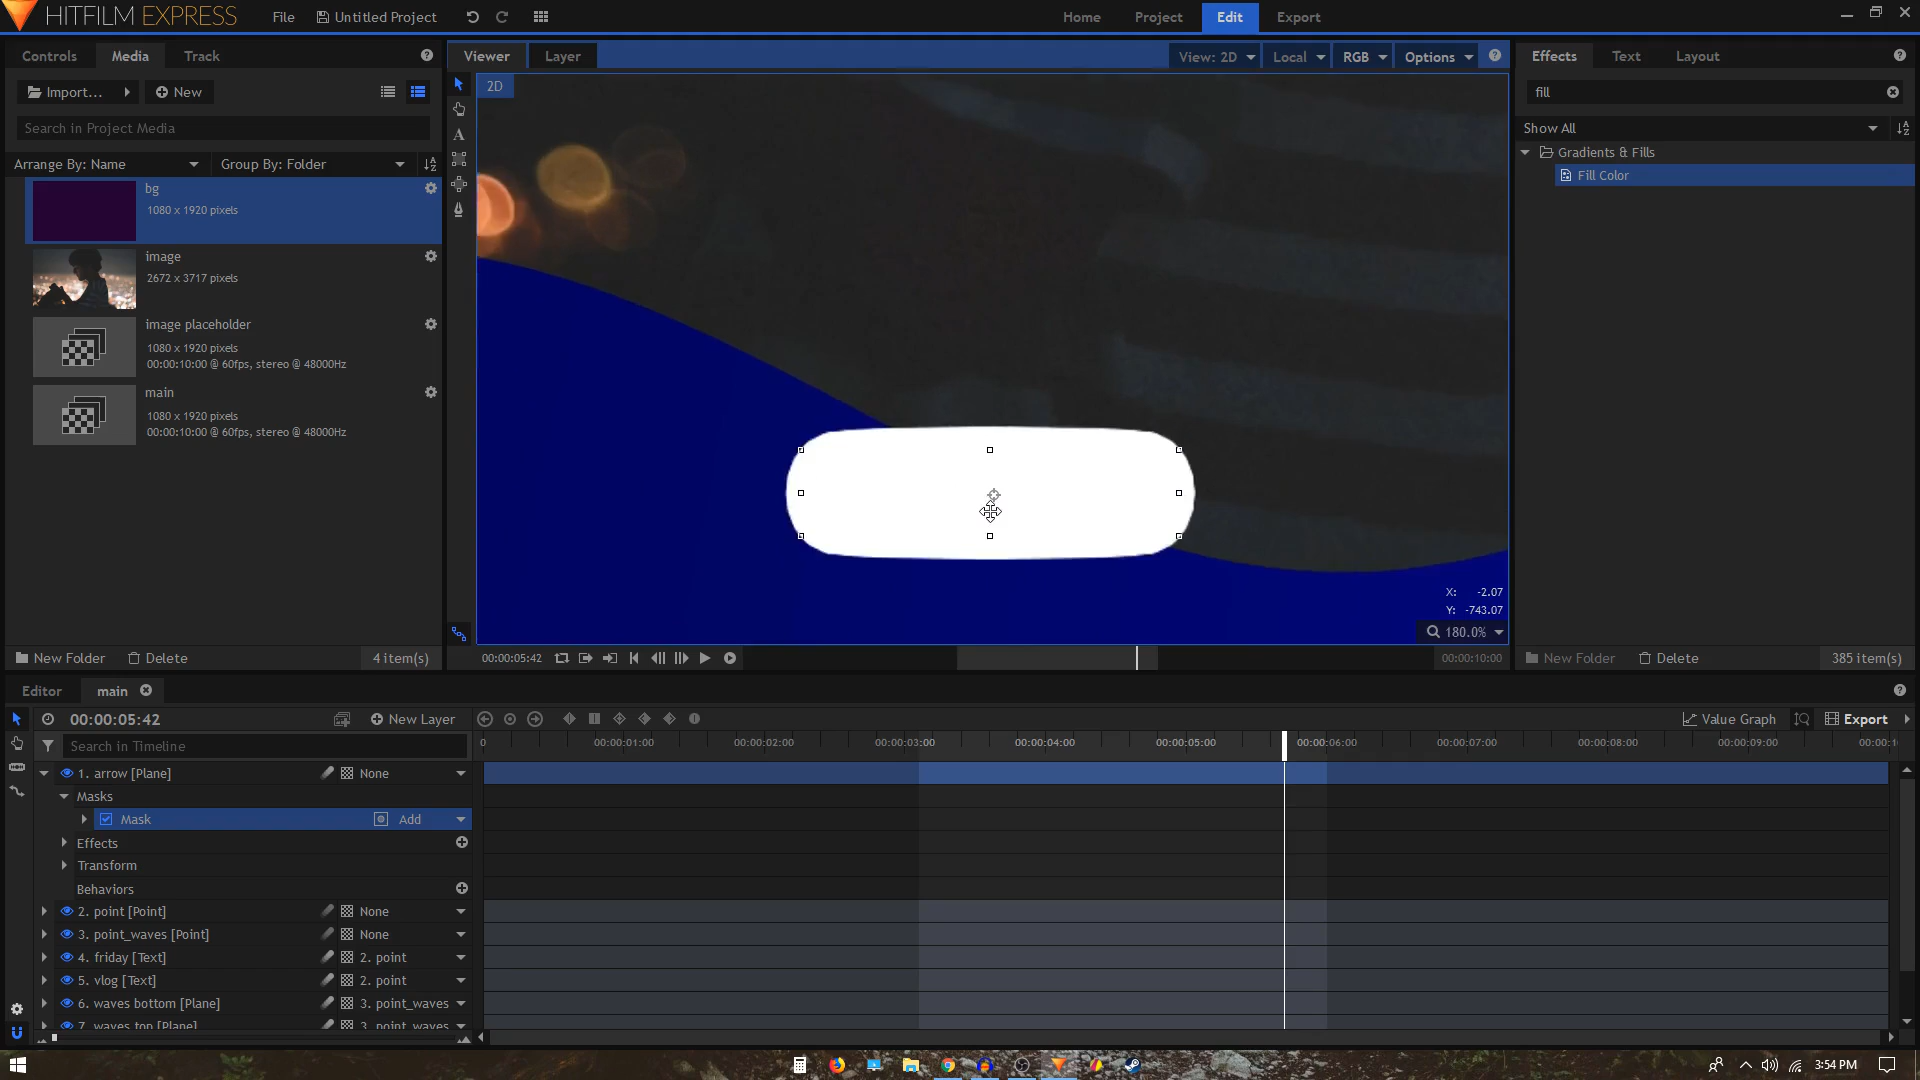 HITFILM EXPRESS
File
Untitled Project
Home
Project
Edit
Export
Controls
Media
Track
Viewer
Layer
View: 2D
Local
RGB
Options
Effects
Text
Layout
Import...
New
2D
fill
Search in Project Media
Show All
Arrange By: Name
Group By: Folder
Gradients & Fills
Fill Color
bg
1080 x 1920 pixels
image
2672 x 3717 pixels
image placeholder
1080 x 1920 pixels
00:00:10:00 @ 60fps, stereo @ 48000Hz
main
1080 x 1920 pixels
00:00:10:00 @ 60fps, stereo @ 48000Hz
X: -2.07
Y: -743.07
180.0%
New Folder
Delete
4 item(s)
00:00:05:42
00:00:10:00
New Folder
Delete
385 item(s)
Editor
main
00:00:05:42
New Layer
Value Graph
Export
Search in Timeline
0
00:00:01:00
00:00:02:00
00:00:03:00
00:00:04:00
00:00:05:00
00:00:06:00
00:00:07:00
00:00:08:00
00:00:09:00
00:00:1
1. arrow [Plane]
None
Masks
Mask
Add
Effects
Transform
Behaviors
2. point [Point]
None
3. point_waves [Point]
None
4. friday [Text]
2. point
5. vlog [Text]
2. point
6. waves bottom [Plane]
3. point_waves
7. waves top [Plane]
3. point_waves
3:54 PM